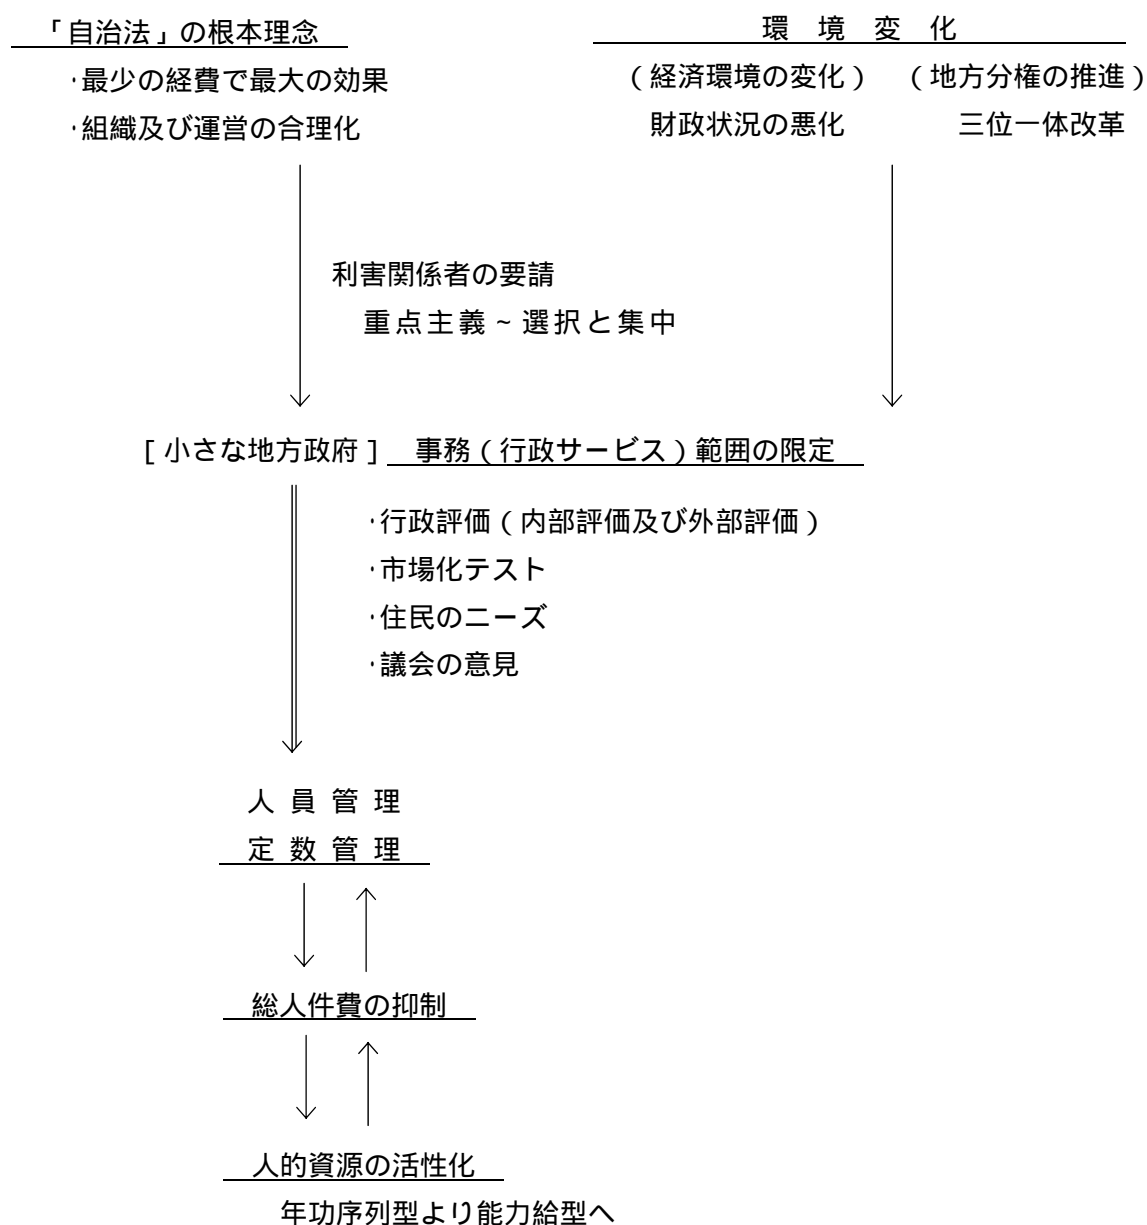 「自治法」の根本理念
・最少の経費で最大の効果
・組織及び運営の合理化
環 境 変 化
(経済環境の変化) (地方分権の推進)
財政状況の悪化 三位一体改革
利害関係者の要請
重点主義~選択と集中
[小さな地方政府] 事務(行政サービス)範囲の限定
・行政評価(内部評価及び外部評価)
・市場化テスト
・住民のニーズ
・議会の意見
人 員 管 理
定 数 管 理
総人件費の抑制
人的資源の活性化
年功序列型より能力給型へ